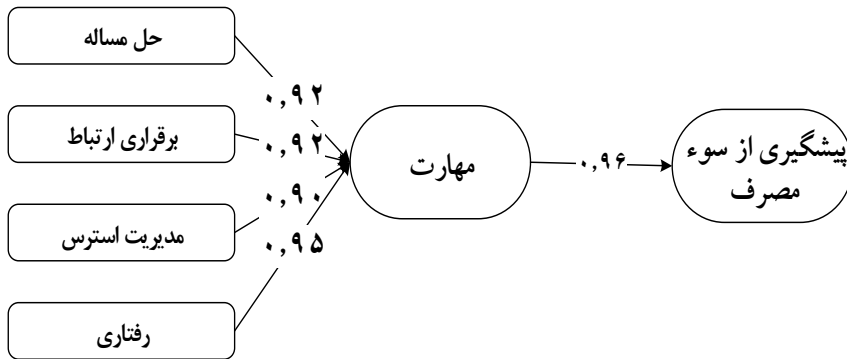 حل مساله
۰,۹۲
برقراری ارتباط
۰,۹۲
مهارت
۰,۹۶
پیشگیری از سوء
مصرف
۰,۹۰
مدیریت استرس
۰,۹۵
رفتاری